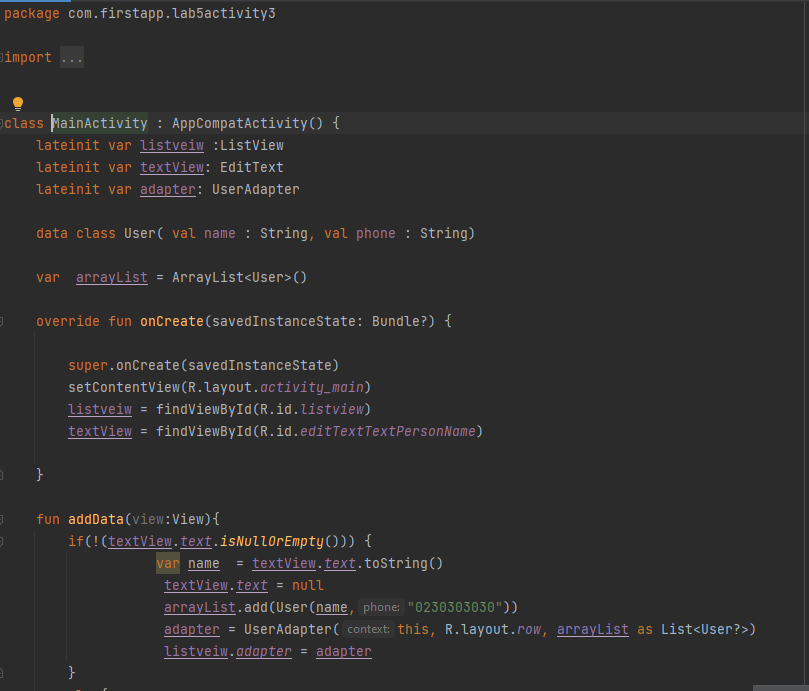 package com.firstapp.lab5activity3
import ...
class MainActivity : AppCompatActivity() {
lateinit var listveiw :ListView
lateinit var textView: EditText
lateinit var adapter: UserAdapter
data class User( val name : String, val phone : String)
var  arrayList = ArrayList<User>()
override fun onCreate(savedInstanceState: Bundle?) {
super.onCreate(savedInstanceState)
setContentView(R.layout.activity_main)
listveiw = findViewById(R.id.listview)
textView = findViewById(R.id.editTextTextPersonName)
}
fun addData(view:View){
if(!(textView.text.isNullOrEmpty())) {
var name  = textView.text.toString()
textView.text = null
arrayList.add(User(name, phone: "0230303030"))
adapter = UserAdapter( context: this, R.layout.row, arrayList as List<User?>)
listveiw.adapter = adapter
}